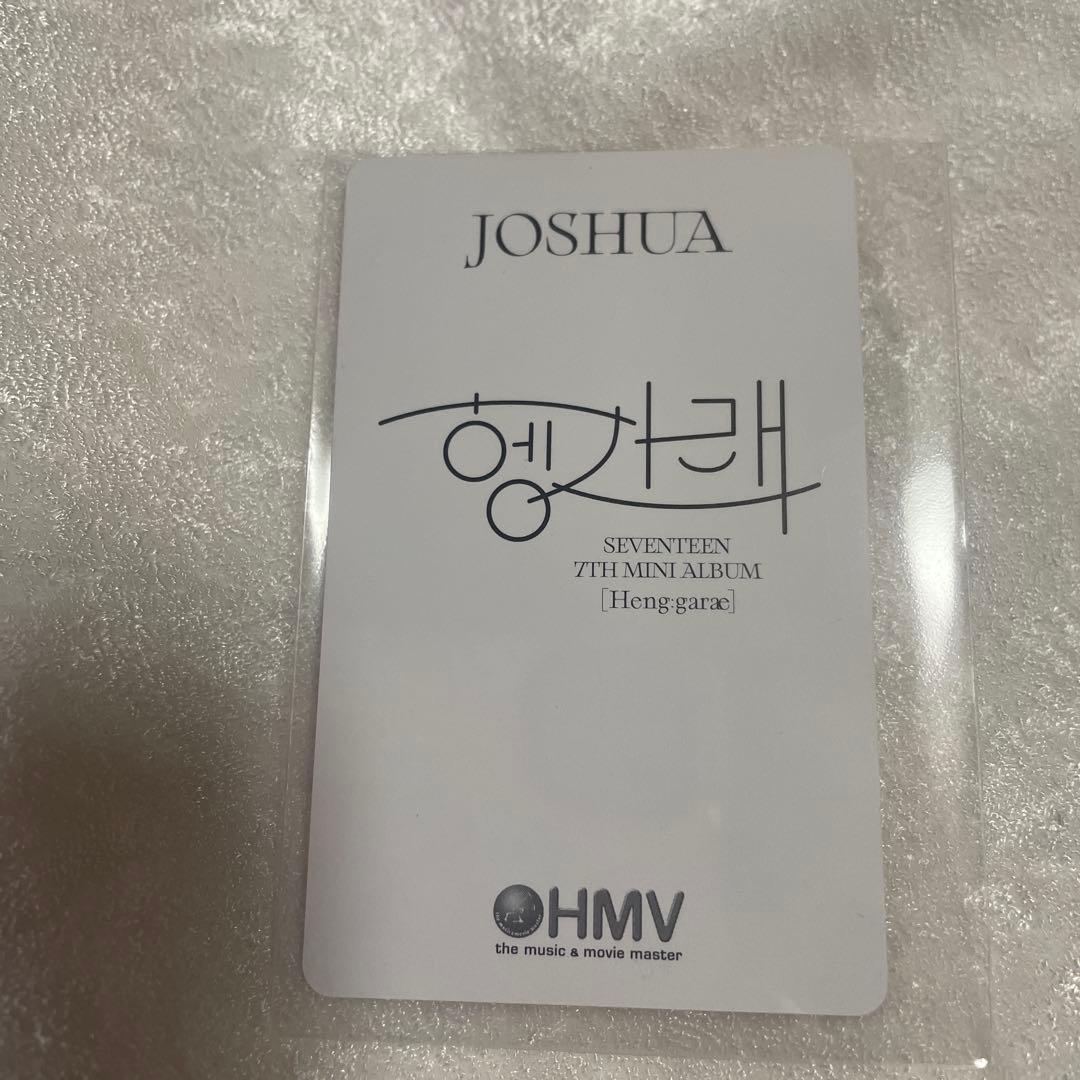 JOSHUA
헹가래
SEVENTEEN
7TH MINI ALBUM
[Heng:garæ]
HMV
the music & movie master